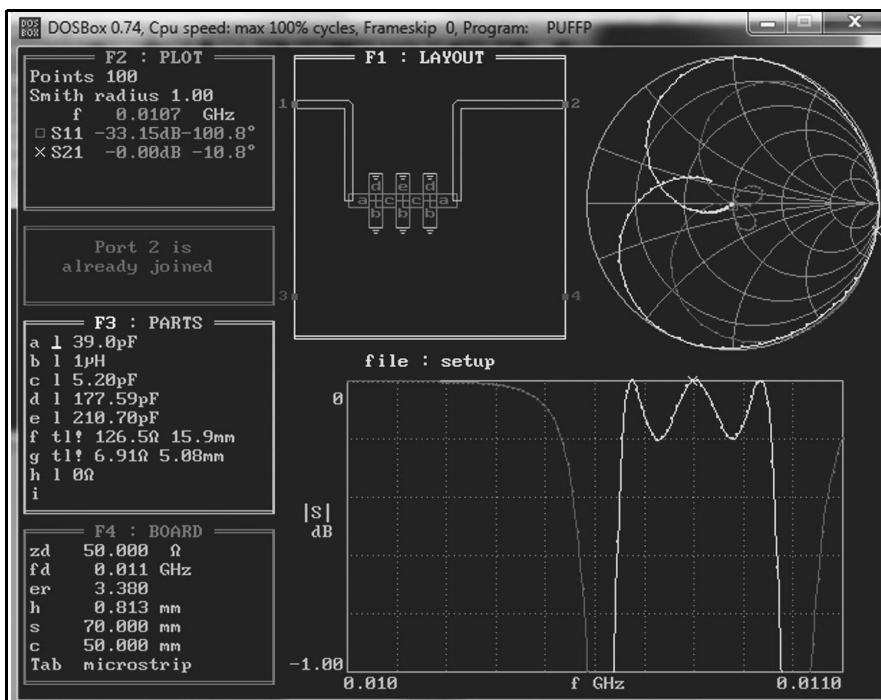 DOSBox 0.74, Cpu speed: max 100% cycles, Frameskip 0, Program: PUFFP
F2 : PLOT
Points 100
Smith radius 1.00
f 0.0107 GHz
□ S11 -33.15dB-100.8°
× S21 -0.00dB -10.8°
Port 2 is
already joined
F3 : PARTS
a l 39.0pF
b l 1µH
c l 5.20pF
d l 177.59pF
e l 210.70pF
f tl! 126.5Ω 15.9mm
g tl! 6.91Ω 5.08mm
h l 0Ω
i
F4 : BOARD
zd 50.000 Ω
fd 0.011 GHz
er 3.380
h 0.813 mm
s 70.000 mm
c 50.000 mm
Tab microstrip
F1 : LAYOUT
1 2
d e d
a c c a
b b b
3 4
file : setup
0
|S|
dB
-1.00
0.010 f GHz 0.0110